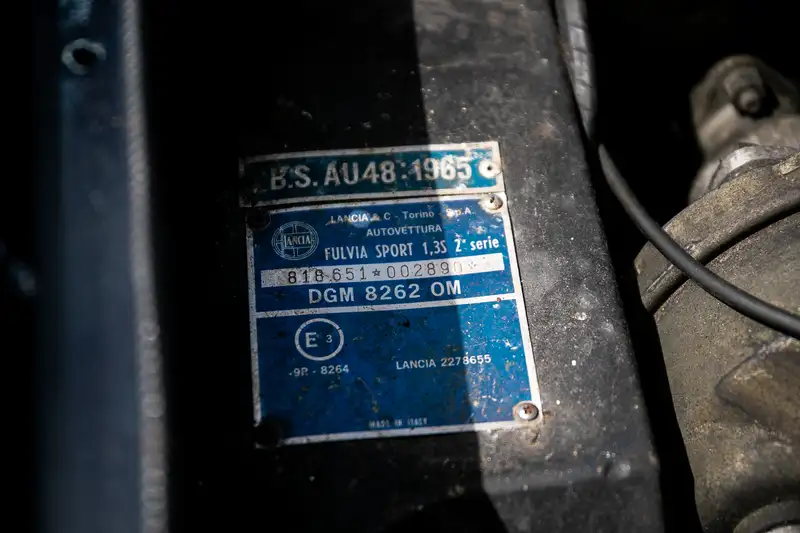 B.S. AU48:1965
LANCIA & C - Torino - S.p.A.
AUTOVETTURA
LANCIA
FULVIA SPORT 1,3S 2ª serie
818 651*002890*
DGM 8262 OM
E 3
-9R - 8264
LANCIA 2278655
MADE IN ITALY